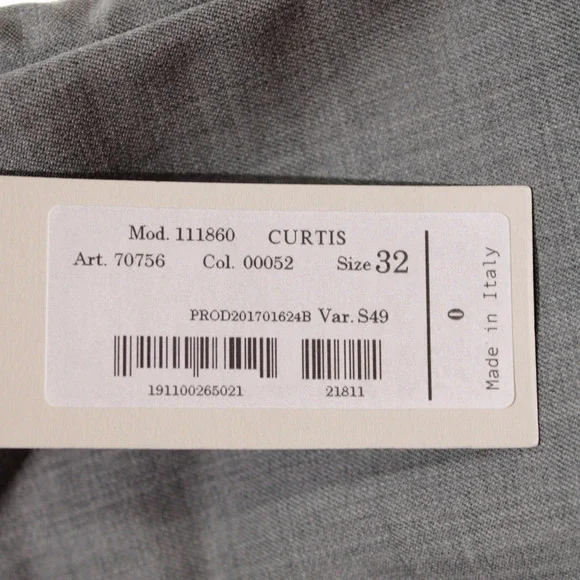 Mod. 111860 CURTIS
Art. 70756 Col. 00052 Size 32
PROD201701624B Var. S49
191100265021 21811
0
Made in Italy